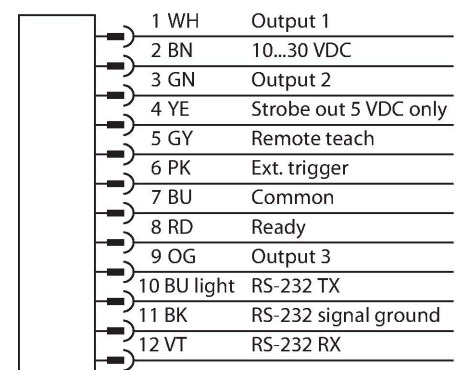 1 WH Output 1
2 BN 10...30 VDC
3 GN Output 2
4 YE Strobe out 5 VDC only
5 GY Remote teach
6 PK Ext. trigger
7 BU Common
8 RD Ready
9 OG Output 3
10 BU light RS-232 TX
11 BK RS-232 signal ground
12 VT RS-232 RX